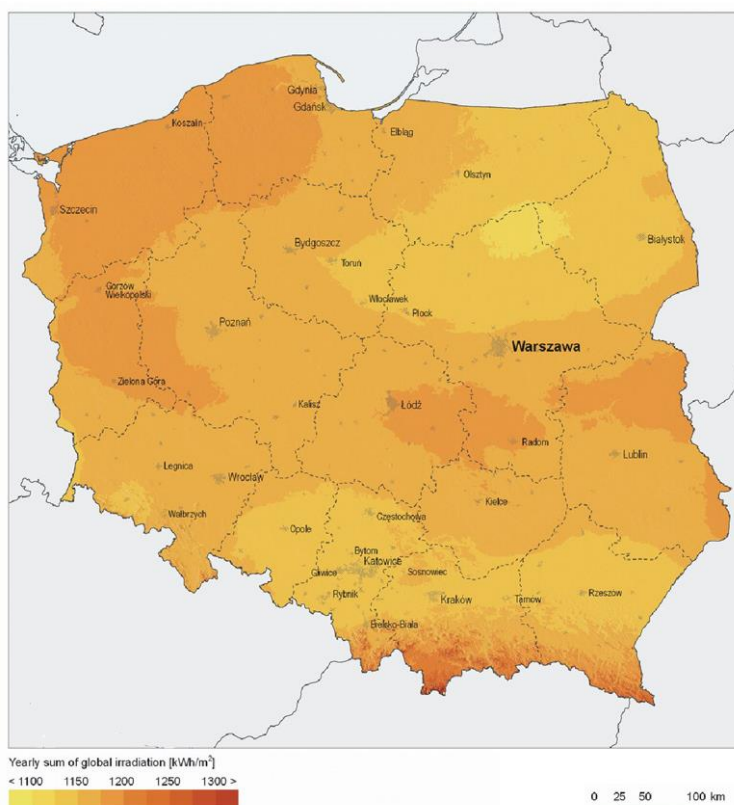 Gdynia
Gdańsk
Koszalin
Elbląg
Olsztyn
Szczecin
Białystok
Bydgoszcz
Toruń
Gorzów
Wielkopolski
Włocławek
Płock
Poznań
Warszawa
Zielona Góra
Kalisz
Łódź
Radom
Lublin
Legnica
Wrocław
Kielce
Wałbrzych
Częstochowa
Opole
Bytom
Katowice
Gliwice
Sosnowiec
Rybnik
Kraków
Tarnów
Rzeszów
Bielsko-Biała
Yearly sum of global irradiation [kWh/m²]
< 1100 1150 1200 1250 1300 >
0 25 50 100 km